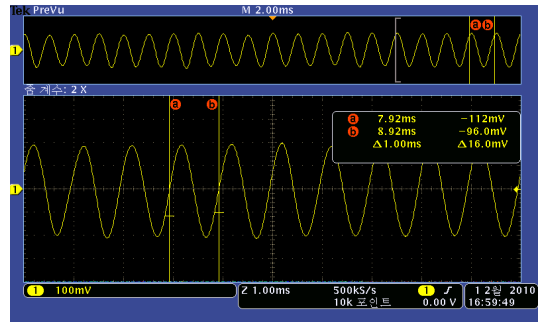 Tek PreVu M 2.00ms
1
a b
줌 계수: 2 X
a b
a 7.92ms −112mV
b 8.92ms −96.0mV
Δ1.00ms Δ16.0mV
1
1 100mV Z 1.00ms 500kS/s 1 0.00 V
10k 포인트
1 2월 2010
16:59:49